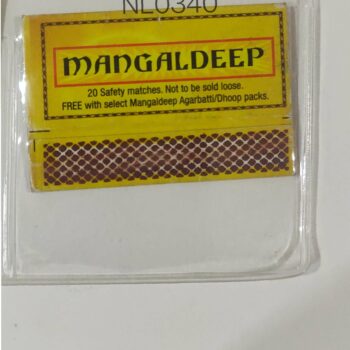 NL0340
MANGALDEEP
20 Safety matches. Not to be sold loose.
FREE with select Mangaldeep Agarbatti/Dhoop packs.